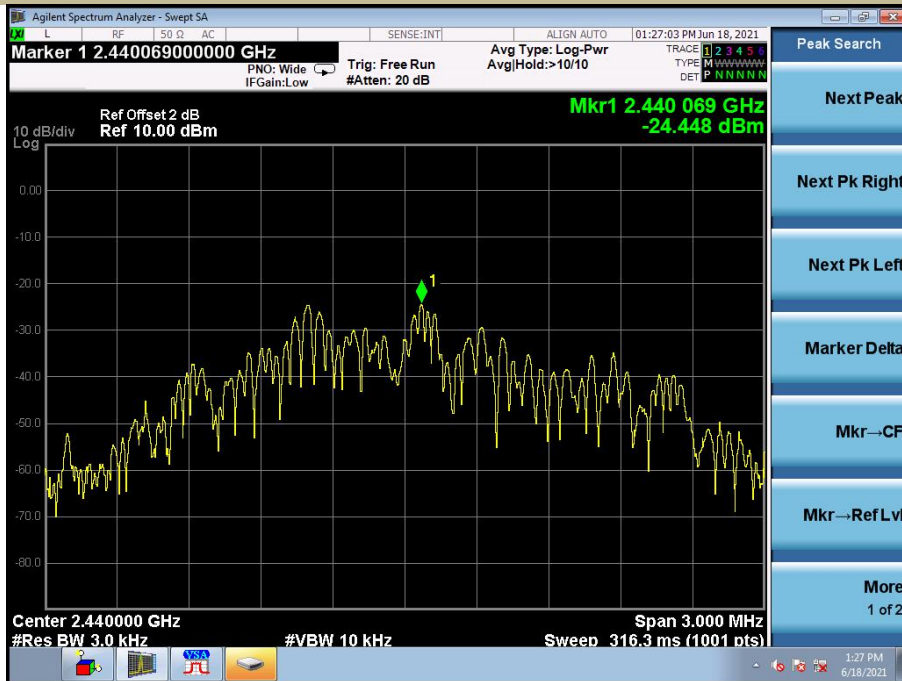 Agilent Spectrum Analyzer - Swept SA
LXI L RF 50 Ω AC SENSE:INT ALIGN AUTO 01:27:03 PM Jun 18, 2021
Marker 1 2.440069000000 GHz
PNO: Wide
IFGain:Low
Trig: Free Run
#Atten: 20 dB
Avg Type: Log-Pwr
Avg|Hold:>10/10
TRACE 1 2 3 4 5 6
TYPE M WWWWW
DET P N N N N N
Peak Search
Mkr1 2.440 069 GHz
-24.448 dBm
Ref Offset 2 dB
10 dB/div Ref 10.00 dBm
Log
0.00
-10.0
-20.0
-30.0
-40.0
-50.0
-60.0
-70.0
-80.0
1
Next Peak
Next Pk Right
Next Pk Left
Marker Delta
Mkr→CF
Mkr→Ref Lvl
More
1 of 2
Center 2.440000 GHz Span 3.000 MHz
#Res BW 3.0 kHz #VBW 10 kHz Sweep 316.3 ms (1001 pts)
VSA
1:27 PM
6/18/2021